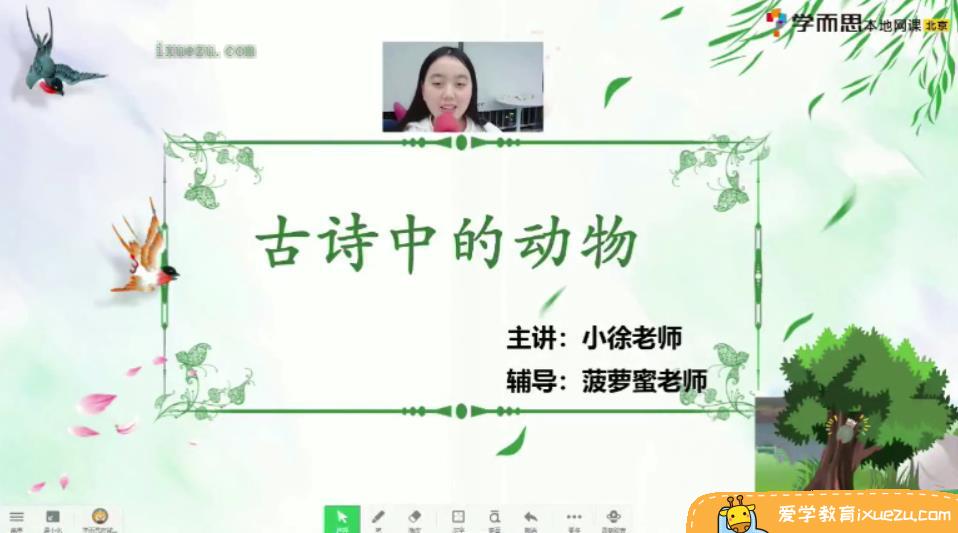 ixuezu.com
学而思本地网课 北京
古诗中的动物
主讲：小徐老师
辅导：菠萝蜜老师
爱学教育ixuezu.com